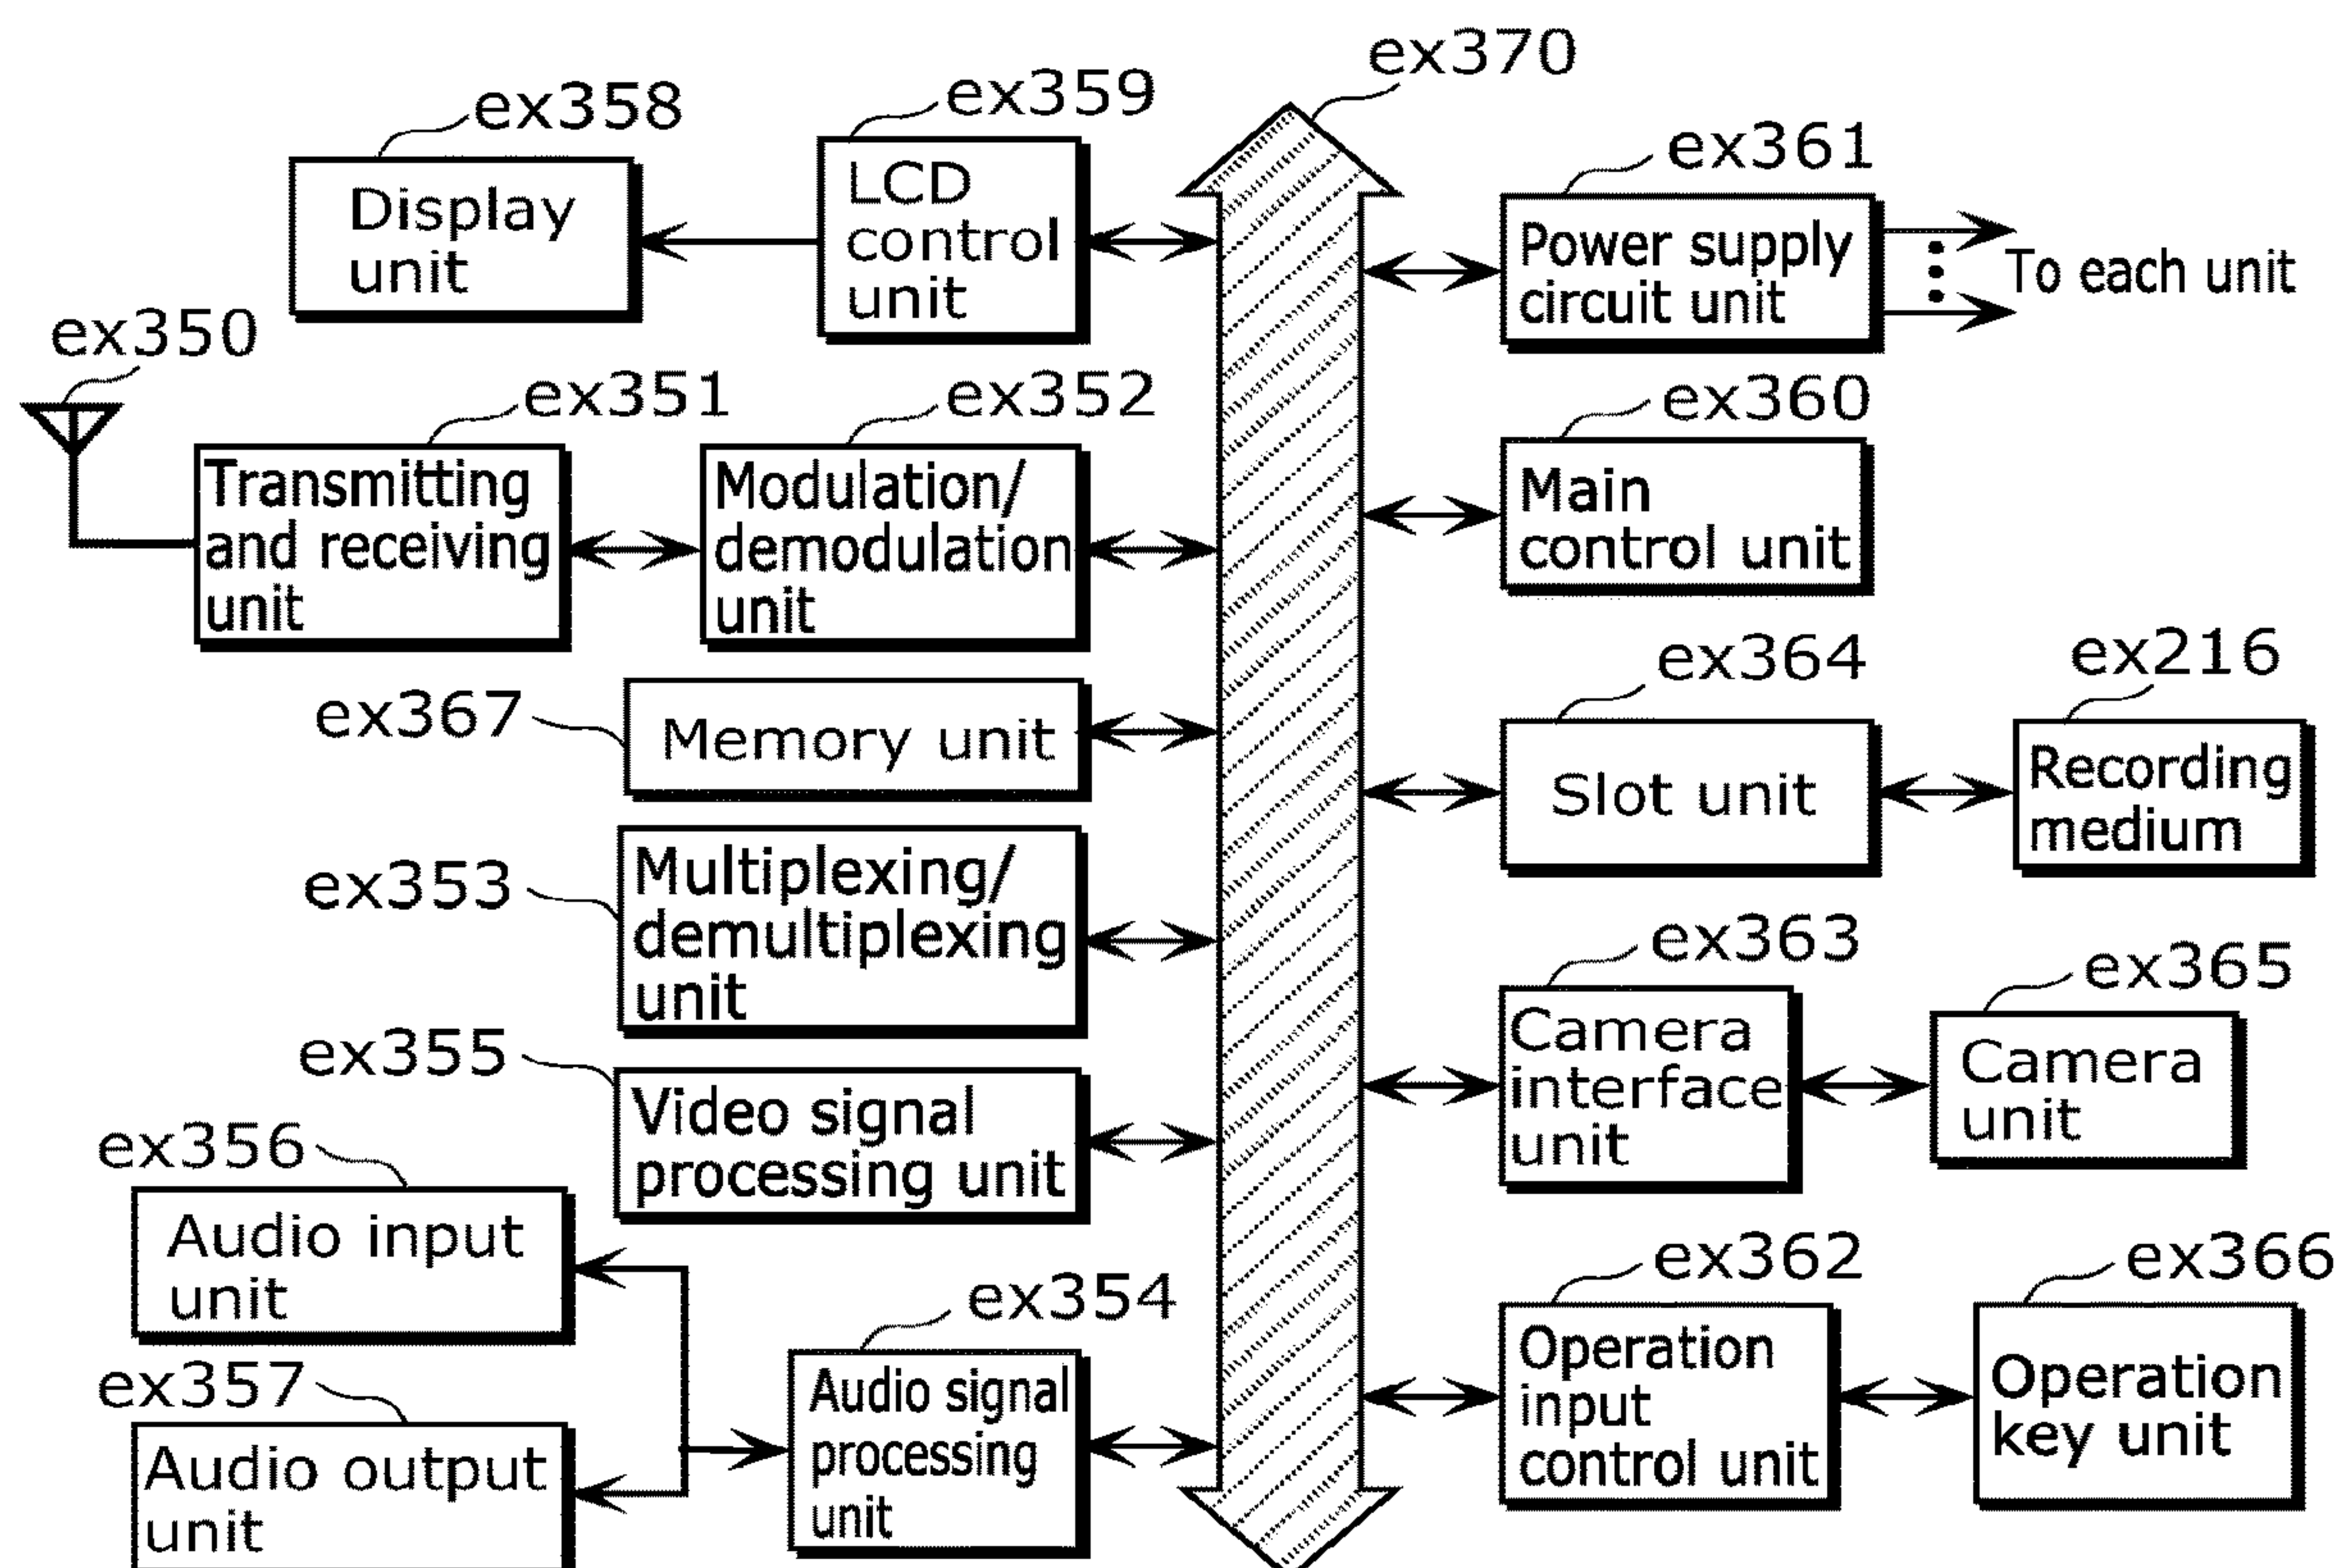 ex370
ex358
ex359
ex361
Display
unit
LCD
control
unit
Power supply
circuit unit
To each unit
ex350
ex351
ex352
ex360
Transmitting
and receiving
unit
Modulation/
demodulation
unit
Main
control unit
ex367
Memory unit
ex364
ex216
Slot unit
Recording
medium
ex353
Multiplexing/
demultiplexing
unit
ex363
ex365
Camera
interface
unit
Camera
unit
ex355
Video signal
processing unit
ex356
Audio input
unit
ex354
ex362
ex366
ex357
Audio output
unit
Audio signal
processing
unit
Operation
input
control unit
Operation
key unit